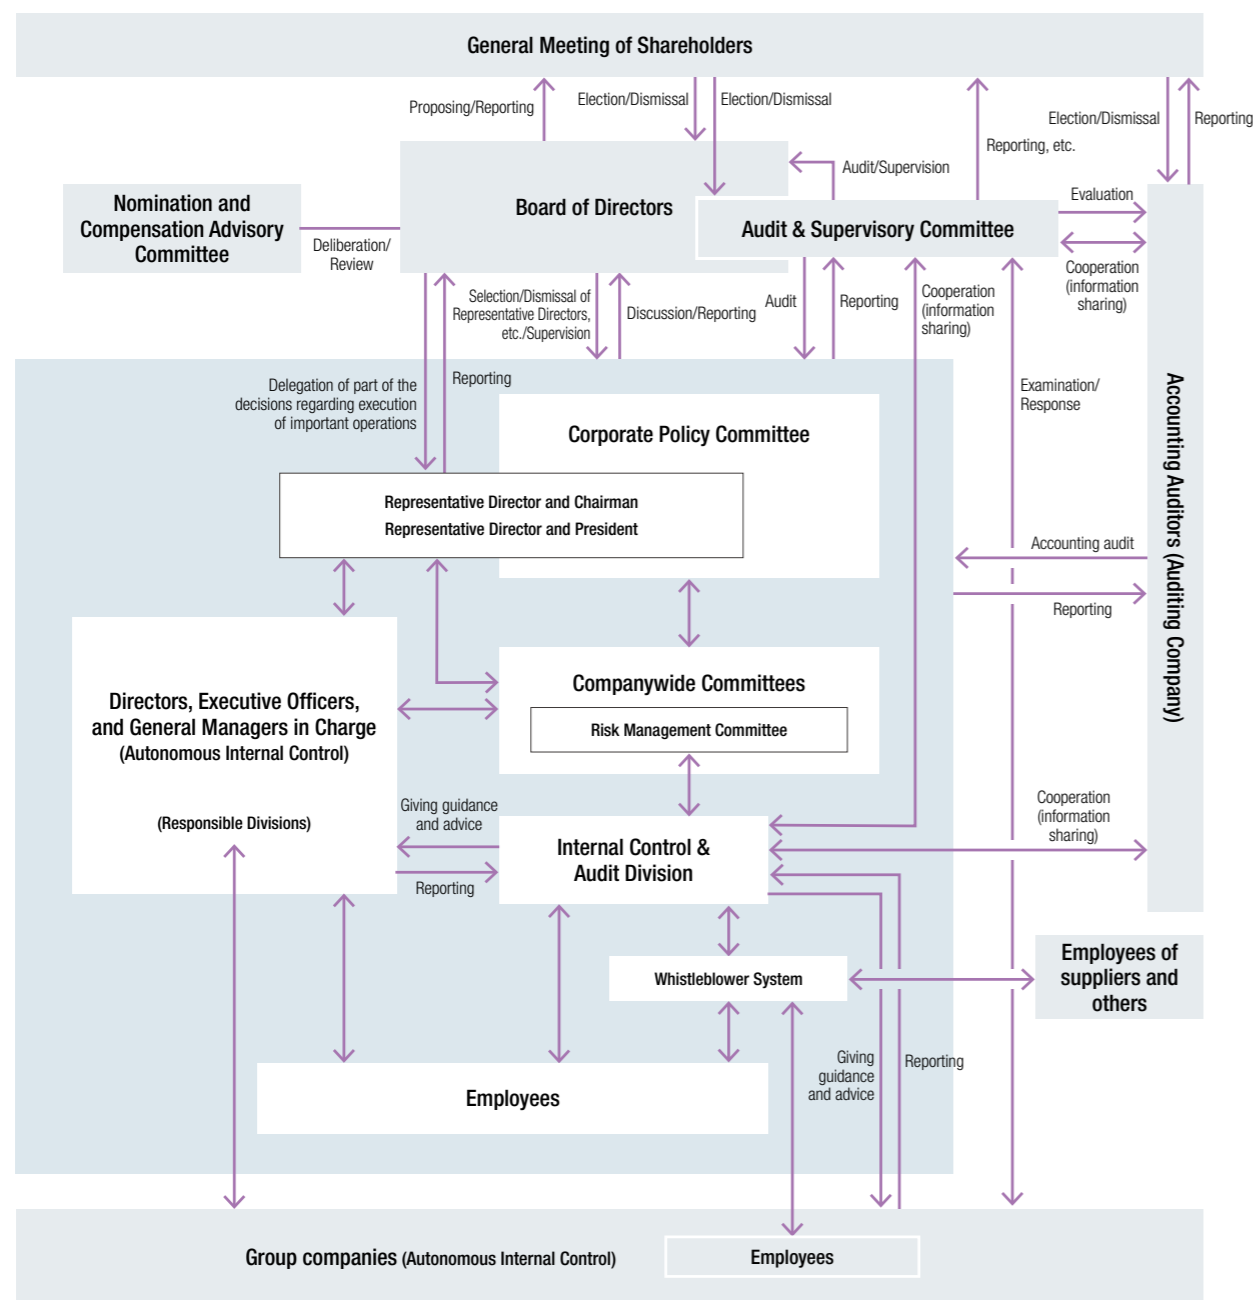 General Meeting of Shareholders
Proposing/Reporting
Election/Dismissal
Election/Dismissal
Election/Dismissal
Reporting
Reporting, etc.
Audit/Supervision
Nomination and
Compensation Advisory
Committee
Deliberation/
Review
Board of Directors
Audit & Supervisory Committee
Evaluation
Cooperation
(information
sharing)
Selection/Dismissal of
Representative Directors,
etc./Supervision
Discussion/Reporting
Audit
Reporting
Cooperation
(information
sharing)
Delegation of part of the
decisions regarding execution
of important operations
Reporting
Examination/
Response
Corporate Policy Committee
Representative Director and Chairman
Representative Director and President
Accounting Auditors (Auditing Company)
Accounting audit
Reporting
Directors, Executive Officers,
and General Managers in Charge
(Autonomous Internal Control)
(Responsible Divisions)
Companywide Committees
Risk Management Committee
Giving guidance
and advice
Reporting
Internal Control &
Audit Division
Cooperation
(information
sharing)
Whistleblower System
Employees of
suppliers and
others
Giving
guidance
and advice
Reporting
Employees
Group companies (Autonomous Internal Control)
Employees